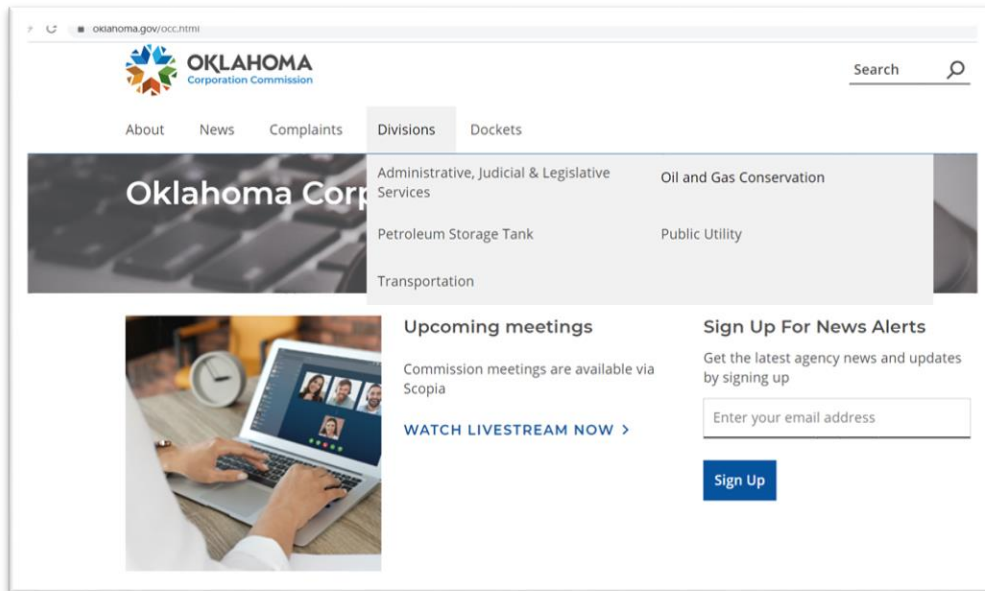 oklahoma.gov/occ.html
OKLAHOMA
Corporation Commission
Search
About News Complaints Divisions Dockets
Oklahoma Corp
Administrative, Judicial & Legislative
Services
Oil and Gas Conservation
Petroleum Storage Tank
Public Utility
Transportation
Upcoming meetings
Commission meetings are available via
Scopia
WATCH LIVESTREAM NOW >
Sign Up For News Alerts
Get the latest agency news and updates
by signing up
Enter your email address
Sign Up